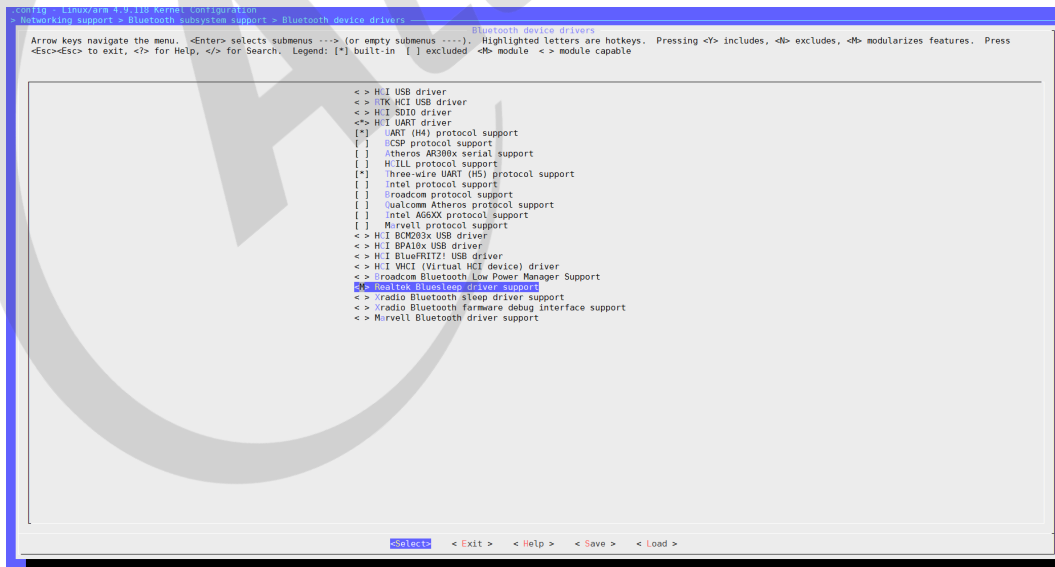 .config - Linux/arm 4.9.118 Kernel Configuration
> Networking support > Bluetooth subsystem support > Bluetooth device drivers
Bluetooth device drivers
Arrow keys navigate the menu. <Enter> selects submenus ---> (or empty submenus ----). Highlighted letters are hotkeys. Pressing <Y> includes, <N> excludes, <M> modularizes features. Press
<Esc><Esc> to exit, <?> for Help, </> for Search. Legend: [*] built-in [ ] excluded <M> module < > module capable
< > HCI USB driver
< > RTK HCI USB driver
< > HCI SDIO driver
<*> HCI UART driver
[*] UART (H4) protocol support
[ ] BCSP protocol support
[ ] Atheros AR300x serial support
[ ] HCILL protocol support
[*] Three-wire UART (H5) protocol support
[ ] Intel protocol support
[ ] Broadcom protocol support
[ ] Qualcomm Atheros protocol support
[ ] Intel AG6XX protocol support
[ ] Marvell protocol support
< > HCI BCM203x USB driver
< > HCI BPA10x USB driver
< > HCI BlueFRITZ! USB driver
< > HCI VHCI (Virtual HCI device) driver
< > Broadcom Bluetooth Low Power Manager Support
<M> Realtek Bluesleep driver support
< > Xradio Bluetooth sleep driver support
< > Xradio Bluetooth farmware debug interface support
< > Marvell Bluetooth driver support
<Select> < Exit > < Help > < Save > < Load >